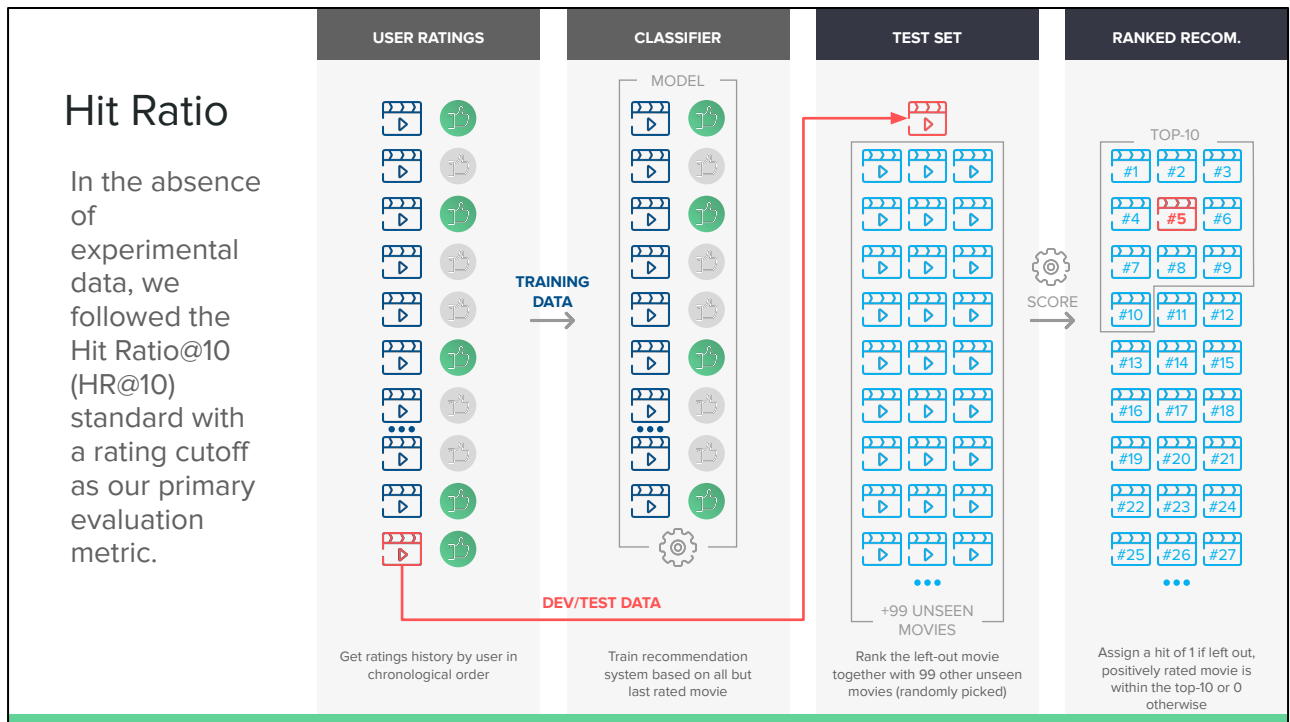 Hit Ratio
In the absence
of
experimental
data, we
followed the
Hit Ratio@10
(HR@10)
standard with
a rating cutoff
as our primary
evaluation
metric.
USER RATINGS
Get ratings history by user in
chronological order
TRAINING
DATA
CLASSIFIER
MODEL
DEV/TEST DATA
Train recommendation
system based on all but
last rated movie
TEST SET
+99 UNSEEN
MOVIES
Rank the left-out movie
together with 99 other unseen
movies (randomly picked)
SCORE
RANKED RECOM.
TOP-10
#1 #2 #3
#4 #5 #6
#7 #8 #9
#10 #11 #12
#13 #14 #15
#16 #17 #18
#19 #20 #21
#22 #23 #24
#25 #26 #27
Assign a hit of 1 if left out,
positively rated movie is
within the top-10 or 0
otherwise